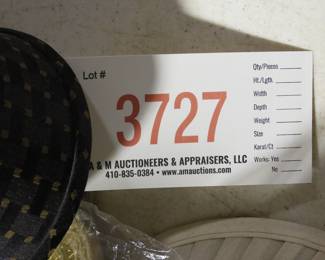 Lot #
3727
A & M AUCTIONEERS & APPRAISERS, LLC
410-835-0384 • www.amauctions.com
Qty/Pieces
Ht./Lgth
Width
Depth
Weight
Size
Karat/Ct.
Works: Yes
No